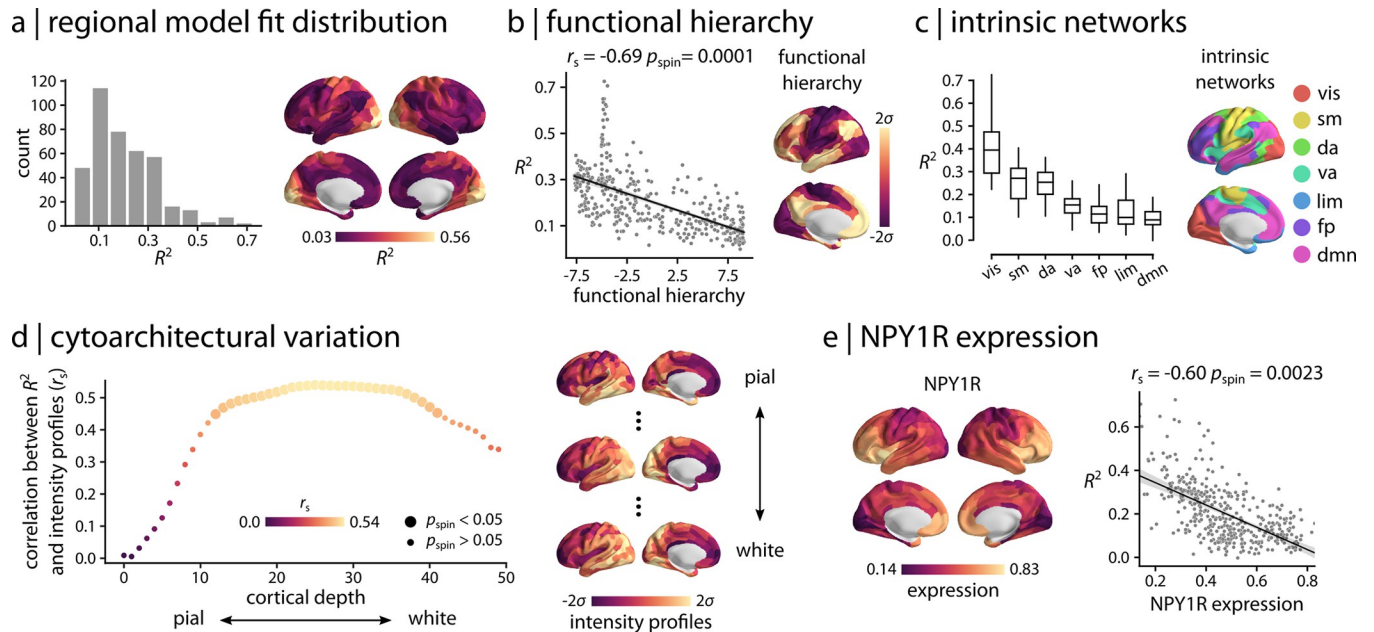 a | regional model fit distribution
count
120
100
80
60
40
20
0
0.1 0.3 0.5 0.7
R²
0.03 0.56
R²
b | functional hierarchy
rₛ = -0.69 pspin= 0.0001
R²
0.7
0.5
0.3
0.1
-7.5 -2.5 2.5 7.5
functional hierarchy
functional
hierarchy
2σ
-2σ
c | intrinsic networks
R²
0.7
0.6
0.5
0.4
0.3
0.2
0.1
0.0
vis sm da va fp lim dmn
intrinsic
networks
vis
sm
da
va
lim
fp
dmn
d | cytoarchitectural variation
correlation between R²
and intensity profiles (rₛ)
0.5
0.4
0.3
0.2
0.1
0.0
rₛ
0.0 0.54
pspin < 0.05
pspin > 0.05
0 10 20 30 40 50
cortical depth
pial white
pial
white
-2σ 2σ
intensity profiles
e | NPY1R expression
NPY1R
0.14 0.83
expression
rₛ = -0.60 pspin = 0.0023
R²
0.6
0.4
0.2
0.0
0.2 0.4 0.6 0.8
NPY1R expression